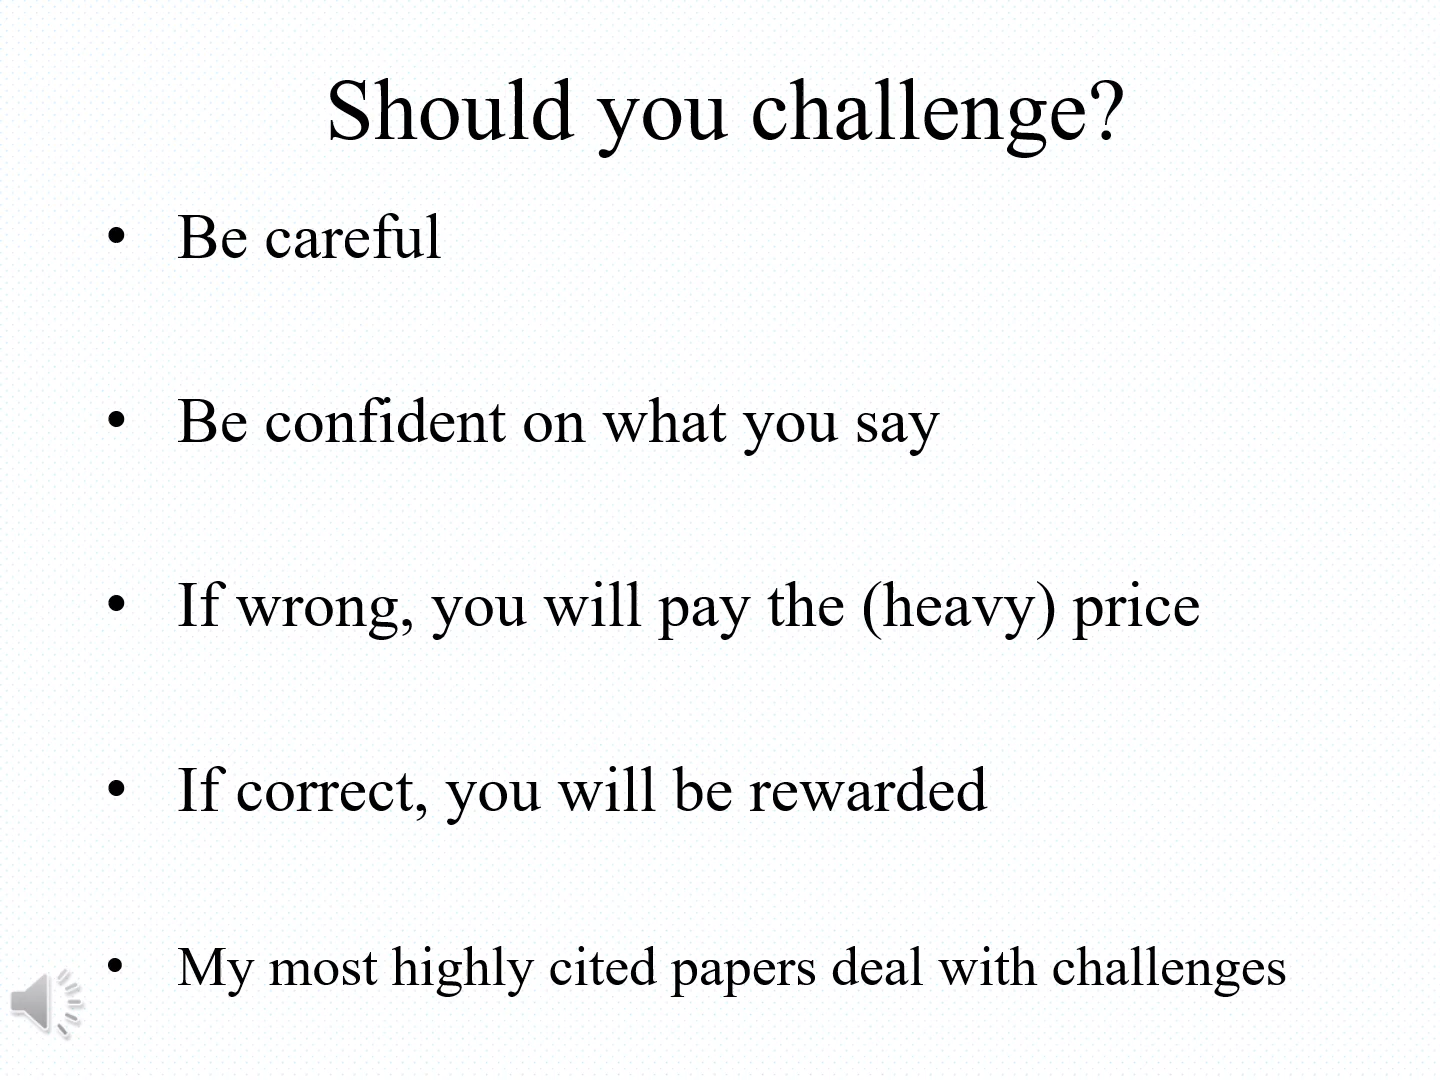 Should you challenge?
• Be careful
• Be confident on what you say
• If wrong, you will pay the (heavy) price
• If correct, you will be rewarded
• My most highly cited papers deal with challenges